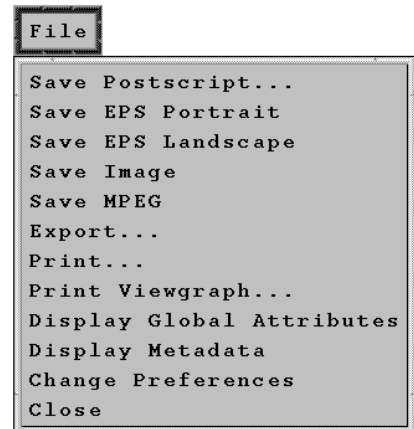 File
Save Postscript...
Save EPS Portrait
Save EPS Landscape
Save Image
Save MPEG
Export...
Print...
Print Viewgraph...
Display Global Attributes
Display Metadata
Change Preferences
Close